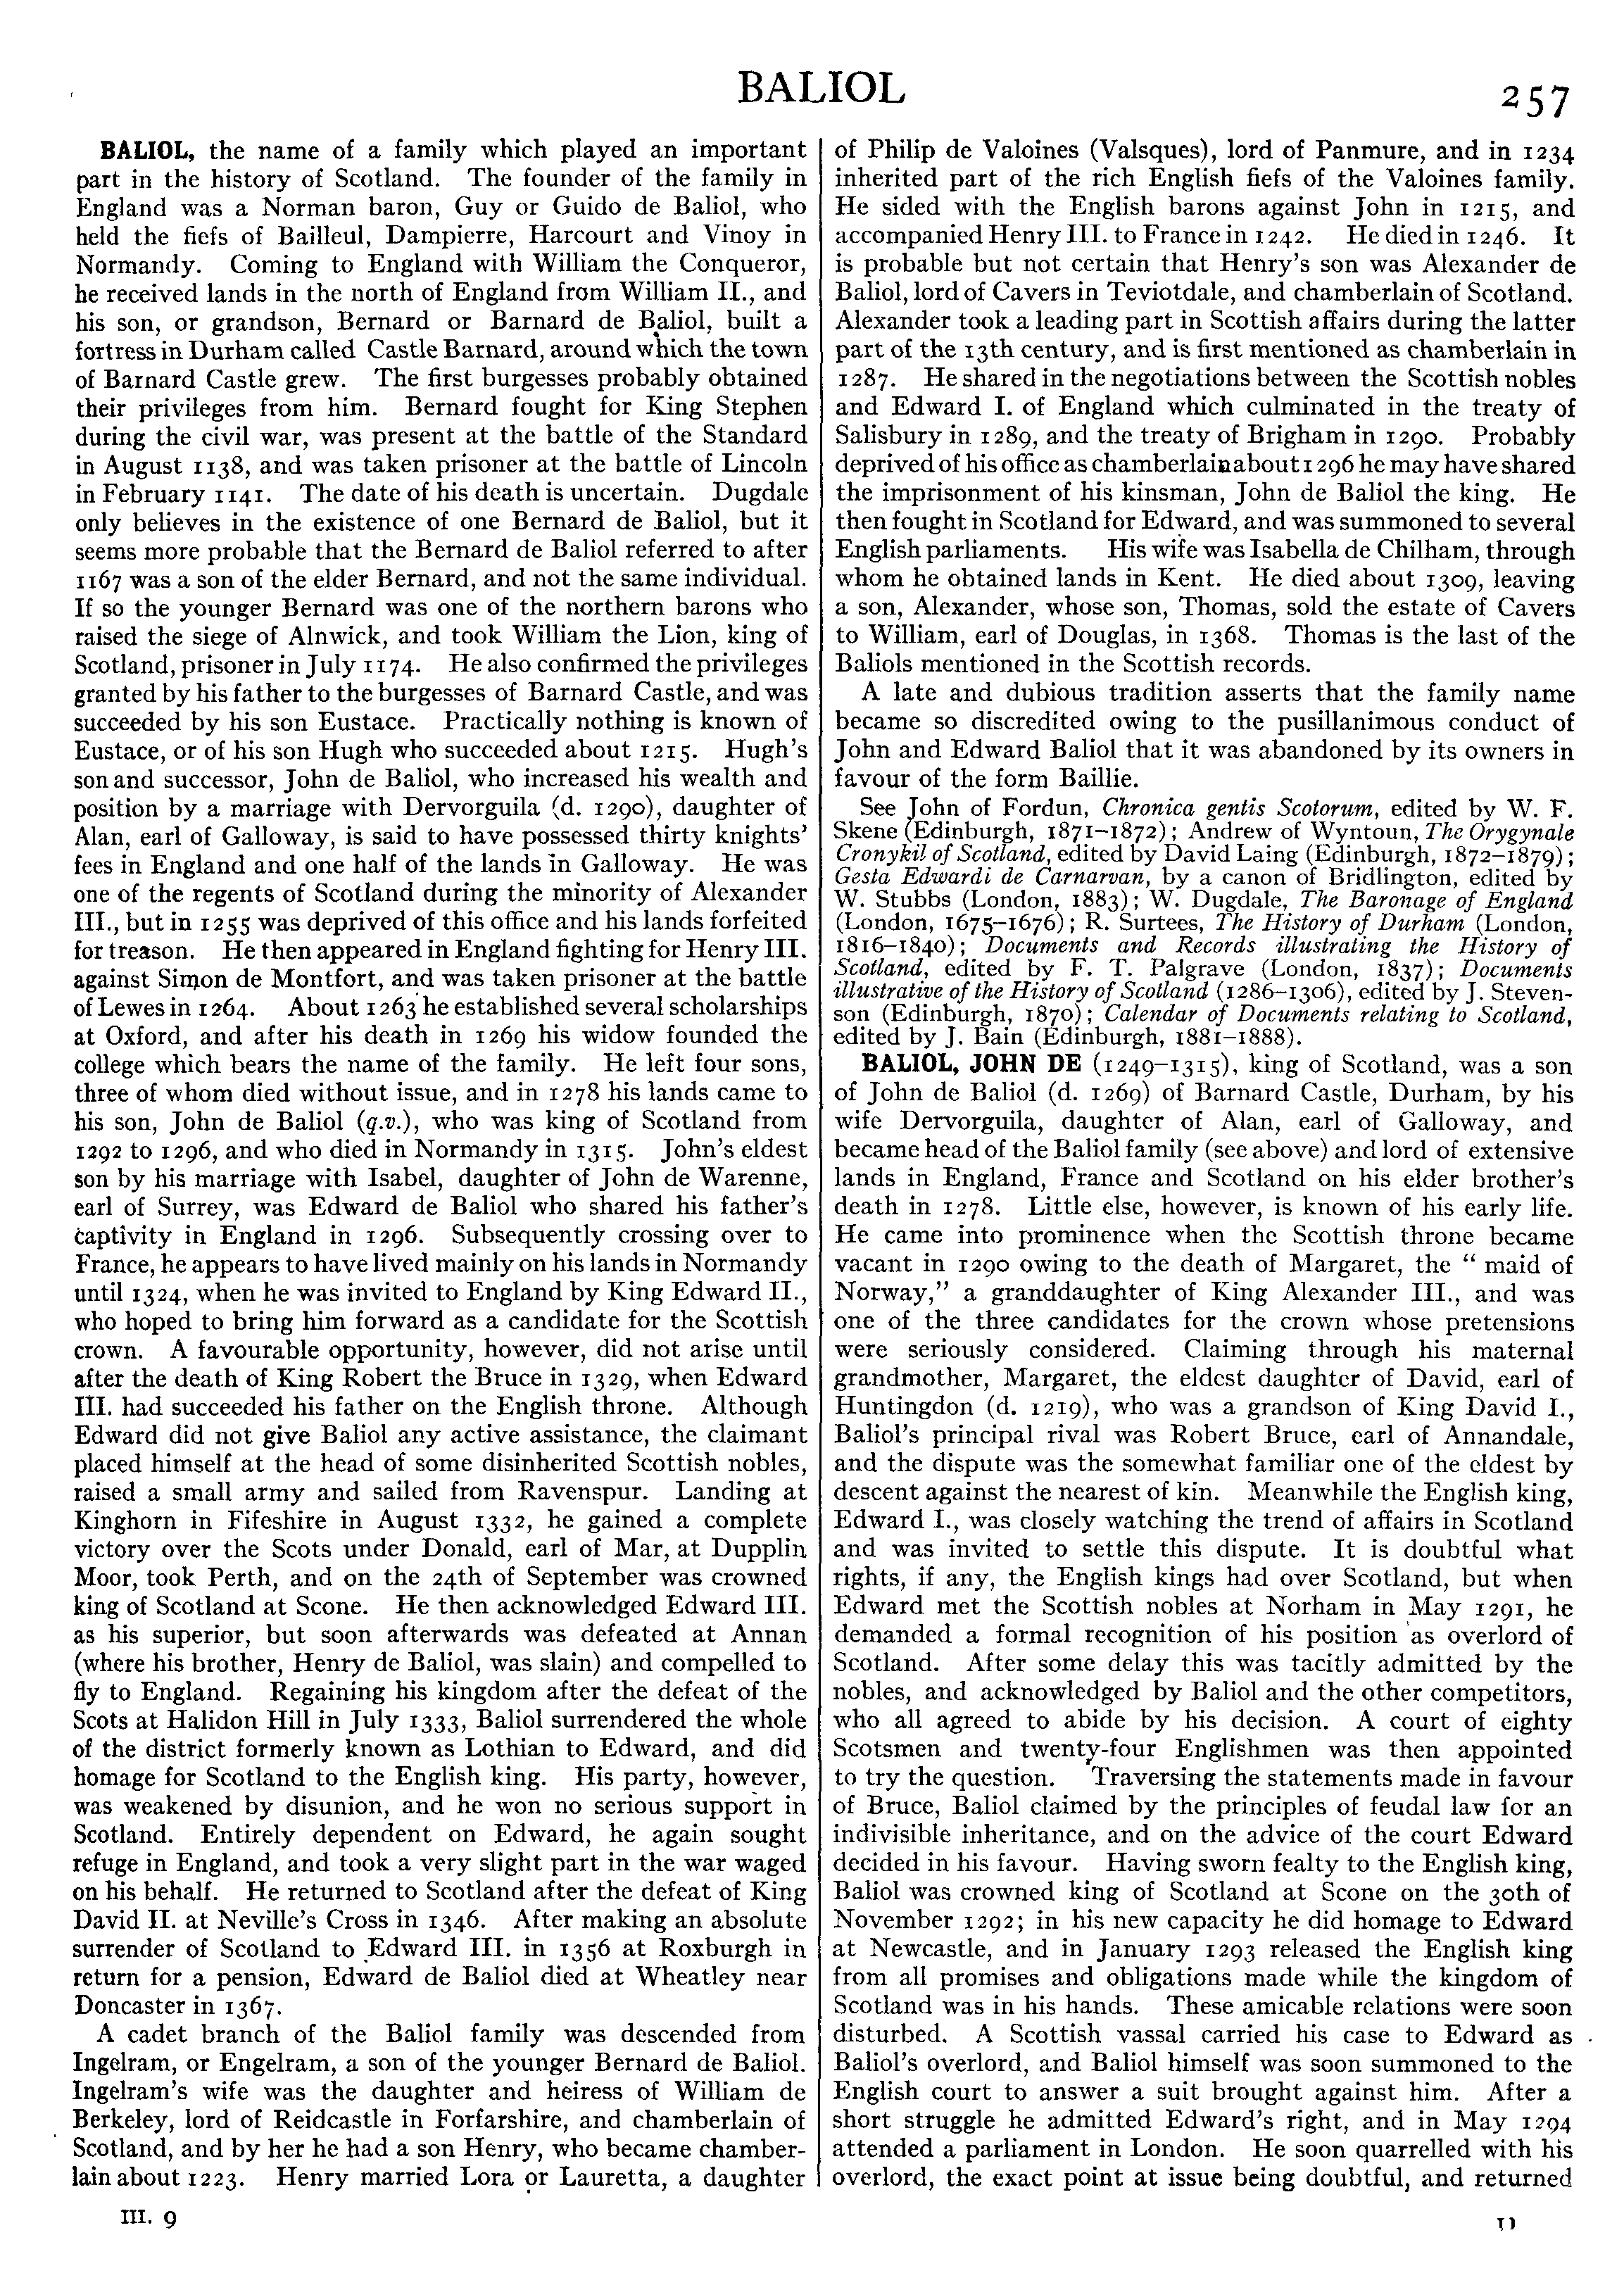 BALIOL
257
BALIOL, the name of a family which played an important
part in the history of Scotland. The founder of the family in
England was a Norman baron, Guy or Guido de Baliol, who
held the fiefs of Bailleul, Dampierre, Harcourt and Vinoy in
Normandy. Coming to England with William the Conqueror,
he received lands in the north of England from William II., and
his son, or grandson, Bernard or Barnard de Baliol, built a
fortress in Durham called Castle Barnard, around which the town
of Barnard Castle grew. The first burgesses probably obtained
their privileges from him. Bernard fought for King Stephen
during the civil war, was present at the battle of the Standard
in August 1138, and was taken prisoner at the battle of Lincoln
in February 1141. The date of his death is uncertain. Dugdale
only believes in the existence of one Bernard de Baliol, but it
seems more probable that the Bernard de Baliol referred to after
1167 was a son of the elder Bernard, and not the same individual.
If so the younger Bernard was one of the northern barons who
raised the siege of Alnwick, and took William the Lion, king of
Scotland, prisoner in July 1174. He also confirmed the privileges
granted by his father to the burgesses of Barnard Castle, and was
succeeded by his son Eustace. Practically nothing is known of
Eustace, or of his son Hugh who succeeded about 1215. Hugh's
son and successor, John de Baliol, who increased his wealth and
position by a marriage with Dervorguila (d. 1290), daughter of
Alan, earl of Galloway, is said to have possessed thirty knights'
fees in England and one half of the lands in Galloway. He was
one of the regents of Scotland during the minority of Alexander
III., but in 1255 was deprived of this office and his lands forfeited
for treason. He then appeared in England fighting for Henry III.
against Simon de Montfort, and was taken prisoner at the battle
of Lewes in 1264. About 1263 he established several scholarships
at Oxford, and after his death in 1269 his widow founded the
college which bears the name of the family. He left four sons,
three of whom died without issue, and in 1278 his lands came to
his son, John de Baliol (q.v.), who was king of Scotland from
1292 to 1296, and who died in Normandy in 1315. John's eldest
son by his marriage with Isabel, daughter of John de Warenne,
earl of Surrey, was Edward de Baliol who shared his father's
captivity in England in 1296. Subsequently crossing over to
France, he appears to have lived mainly on his lands in Normandy
until 1324, when he was invited to England by King Edward II.,
who hoped to bring him forward as a candidate for the Scottish
crown. A favourable opportunity, however, did not arise until
after the death of King Robert the Bruce in 1329, when Edward
III. had succeeded his father on the English throne. Although
Edward did not give Baliol any active assistance, the claimant
placed himself at the head of some disinherited Scottish nobles,
raised a small army and sailed from Ravenspur. Landing at
Kinghorn in Fifeshire in August 1332, he gained a complete
victory over the Scots under Donald, earl of Mar, at Dupplin
Moor, took Perth, and on the 24th of September was crowned
king of Scotland at Scone. He then acknowledged Edward III.
as his superior, but soon afterwards was defeated at Annan
(where his brother, Henry de Baliol, was slain) and compelled to
fly to England. Regaining his kingdom after the defeat of the
Scots at Halidon Hill in July 1333, Baliol surrendered the whole
of the district formerly known as Lothian to Edward, and did
homage for Scotland to the English king. His party, however,
was weakened by disunion, and he won no serious support in
Scotland. Entirely dependent on Edward, he again sought
refuge in England, and took a very slight part in the war waged
on his behalf. He returned to Scotland after the defeat of King
David II. at Neville's Cross in 1346. After making an absolute
surrender of Scotland to Edward III. in 1356 at Roxburgh in
return for a pension, Edward de Baliol died at Wheatley near
Doncaster in 1367.
A cadet branch of the Baliol family was descended from
Ingelram, or Engelram, a son of the younger Bernard de Baliol.
Ingelram's wife was the daughter and heiress of William de
Berkeley, lord of Reidcastle in Forfarshire, and chamberlain of
Scotland, and by her he had a son Henry, who became chamber-
lain about 1223. Henry married Lora or Lauretta, a daughter
of Philip de Valoines (Valsques), lord of Panmure, and in 1234
inherited part of the rich English fiefs of the Valoines family.
He sided with the English barons against John in 1215, and
accompanied Henry III. to France in 1242. He died in 1246. It
is probable but not certain that Henry's son was Alexander de
Baliol, lord of Cavers in Teviotdale, and chamberlain of Scotland.
Alexander took a leading part in Scottish affairs during the latter
part of the 13th century, and is first mentioned as chamberlain in
1287. He shared in the negotiations between the Scottish nobles
and Edward I. of England which culminated in the treaty of
Salisbury in 1289, and the treaty of Brigham in 1290. Probably
deprived of his office as chamberlain about 1296 he may have shared
the imprisonment of his kinsman, John de Baliol the king. He
then fought in Scotland for Edward, and was summoned to several
English parliaments. His wife was Isabella de Chilham, through
whom he obtained lands in Kent. He died about 1309, leaving
a son, Alexander, whose son, Thomas, sold the estate of Cavers
to William, earl of Douglas, in 1368. Thomas is the last of the
Baliols mentioned in the Scottish records.
A late and dubious tradition asserts that the family name
became so discredited owing to the pusillanimous conduct of
John and Edward Baliol that it was abandoned by its owners in
favour of the form Baillie.
See John of Fordun, Chronica gentis Scotorum, edited by W. F.
Skene (Edinburgh, 1871–1872); Andrew of Wyntoun, The Orygynale
Cronykil of Scotland, edited by David Laing (Edinburgh, 1872–1879);
Gesta Edwardi de Carnarvan, by a canon of Bridlington, edited by
W. Stubbs (London, 1883); W. Dugdale, The Baronage of England
(London, 1675–1676); R. Surtees, The History of Durham (London,
1816–1840); Documents and Records illustrating the History of
Scotland, edited by F. T. Palgrave (London, 1837); Documents
illustrative of the History of Scotland (1286–1306), edited by J. Steven-
son (Edinburgh, 1870); Calendar of Documents relating to Scotland,
edited by J. Bain (Edinburgh, 1881–1888).
BALIOL, JOHN DE (1249–1315), king of Scotland, was a son
of John de Baliol (d. 1269) of Barnard Castle, Durham, by his
wife Dervorguila, daughter of Alan, earl of Galloway, and
became head of the Baliol family (see above) and lord of extensive
lands in England, France and Scotland on his elder brother's
death in 1278. Little else, however, is known of his early life.
He came into prominence when the Scottish throne became
vacant in 1290 owing to the death of Margaret, the “ maid of
Norway,” a granddaughter of King Alexander III., and was
one of the three candidates for the crown whose pretensions
were seriously considered. Claiming through his maternal
grandmother, Margaret, the eldest daughter of David, earl of
Huntingdon (d. 1219), who was a grandson of King David I.,
Baliol's principal rival was Robert Bruce, earl of Annandale,
and the dispute was the somewhat familiar one of the eldest by
descent against the nearest of kin. Meanwhile the English king,
Edward I., was closely watching the trend of affairs in Scotland
and was invited to settle this dispute. It is doubtful what
rights, if any, the English kings had over Scotland, but when
Edward met the Scottish nobles at Norham in May 1291, he
demanded a formal recognition of his position as overlord of
Scotland. After some delay this was tacitly admitted by the
nobles, and acknowledged by Baliol and the other competitors,
who all agreed to abide by his decision. A court of eighty
Scotsmen and twenty-four Englishmen was then appointed
to try the question. Traversing the statements made in favour
of Bruce, Baliol claimed by the principles of feudal law for an
indivisible inheritance, and on the advice of the court Edward
decided in his favour. Having sworn fealty to the English king,
Baliol was crowned king of Scotland at Scone on the 30th of
November 1292; in his new capacity he did homage to Edward
at Newcastle, and in January 1293 released the English king
from all promises and obligations made while the kingdom of
Scotland was in his hands. These amicable relations were soon
disturbed. A Scottish vassal carried his case to Edward as
Baliol's overlord, and Baliol himself was soon summoned to the
English court to answer a suit brought against him. After a
short struggle he admitted Edward's right, and in May 1294
attended a parliament in London. He soon quarrelled with his
overlord, the exact point at issue being doubtful, and returned
III. 9